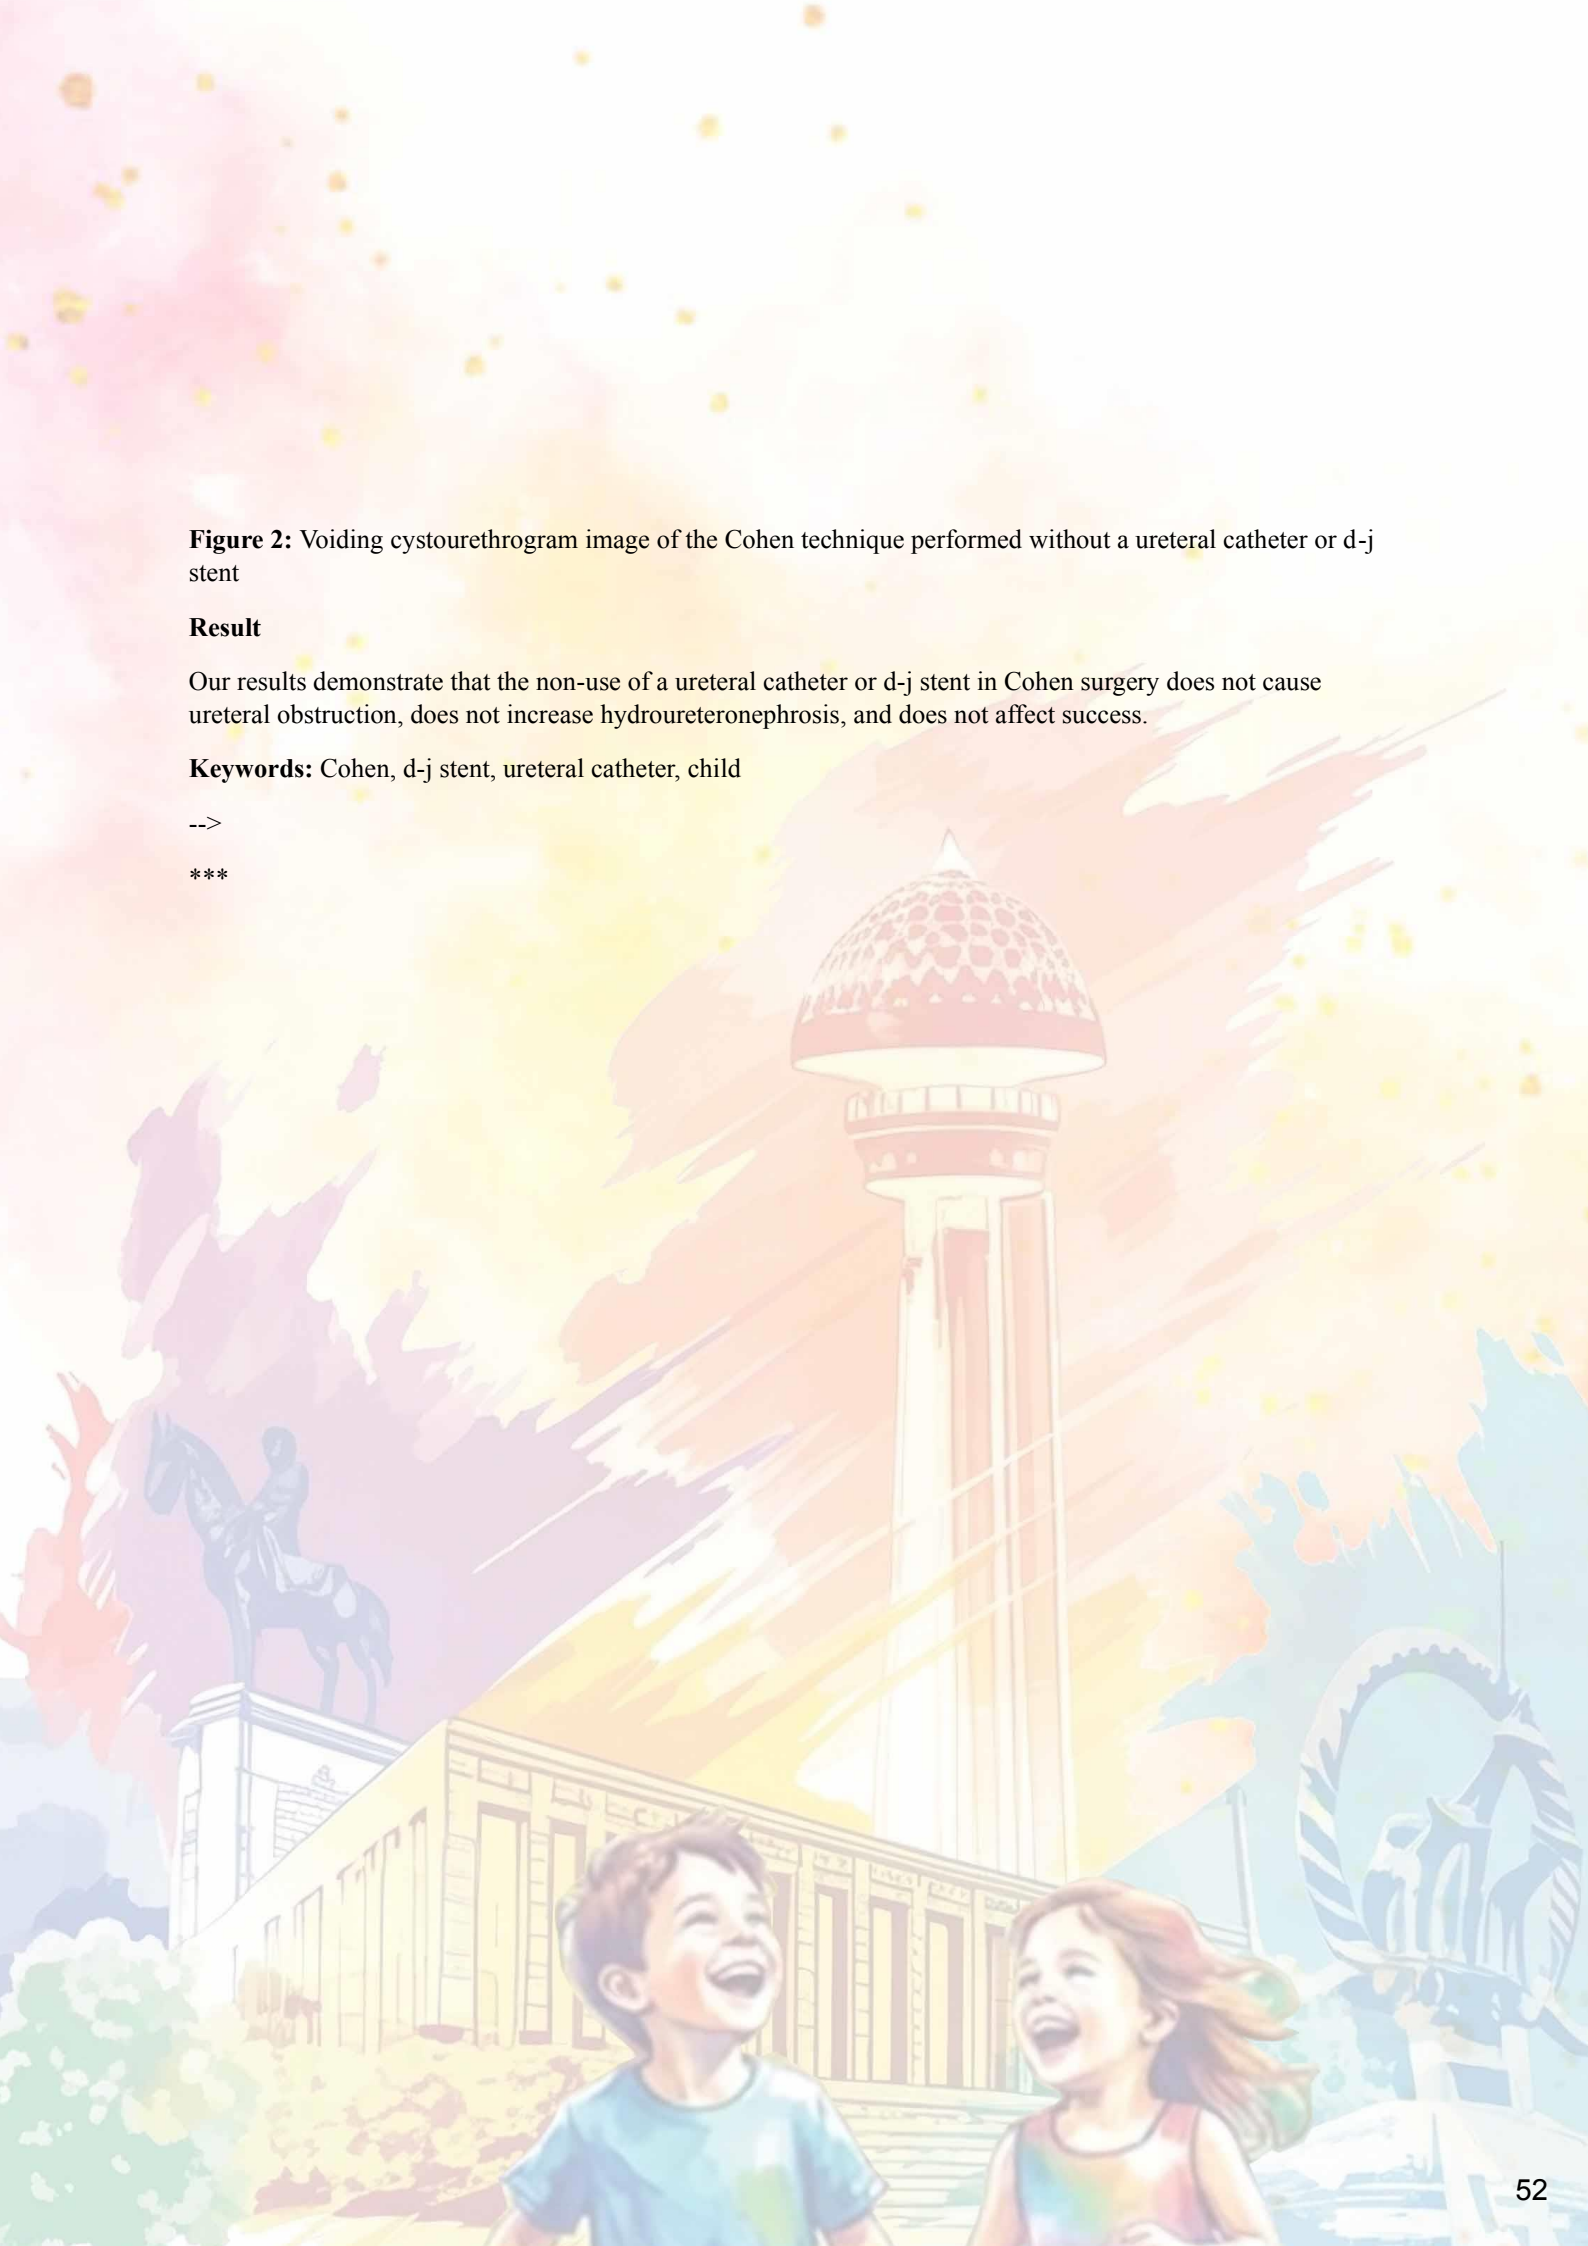 Figure 2: Voiding cystourethrogram image of the Cohen technique performed without a ureteral catheter or d-j
stent
Result
Our results demonstrate that the non-use of a ureteral catheter or d-j stent in Cohen surgery does not cause
ureteral obstruction, does not increase hydroureteronephrosis, and does not affect success.
Keywords: Cohen, d-j stent, ureteral catheter, child
-->
***
52